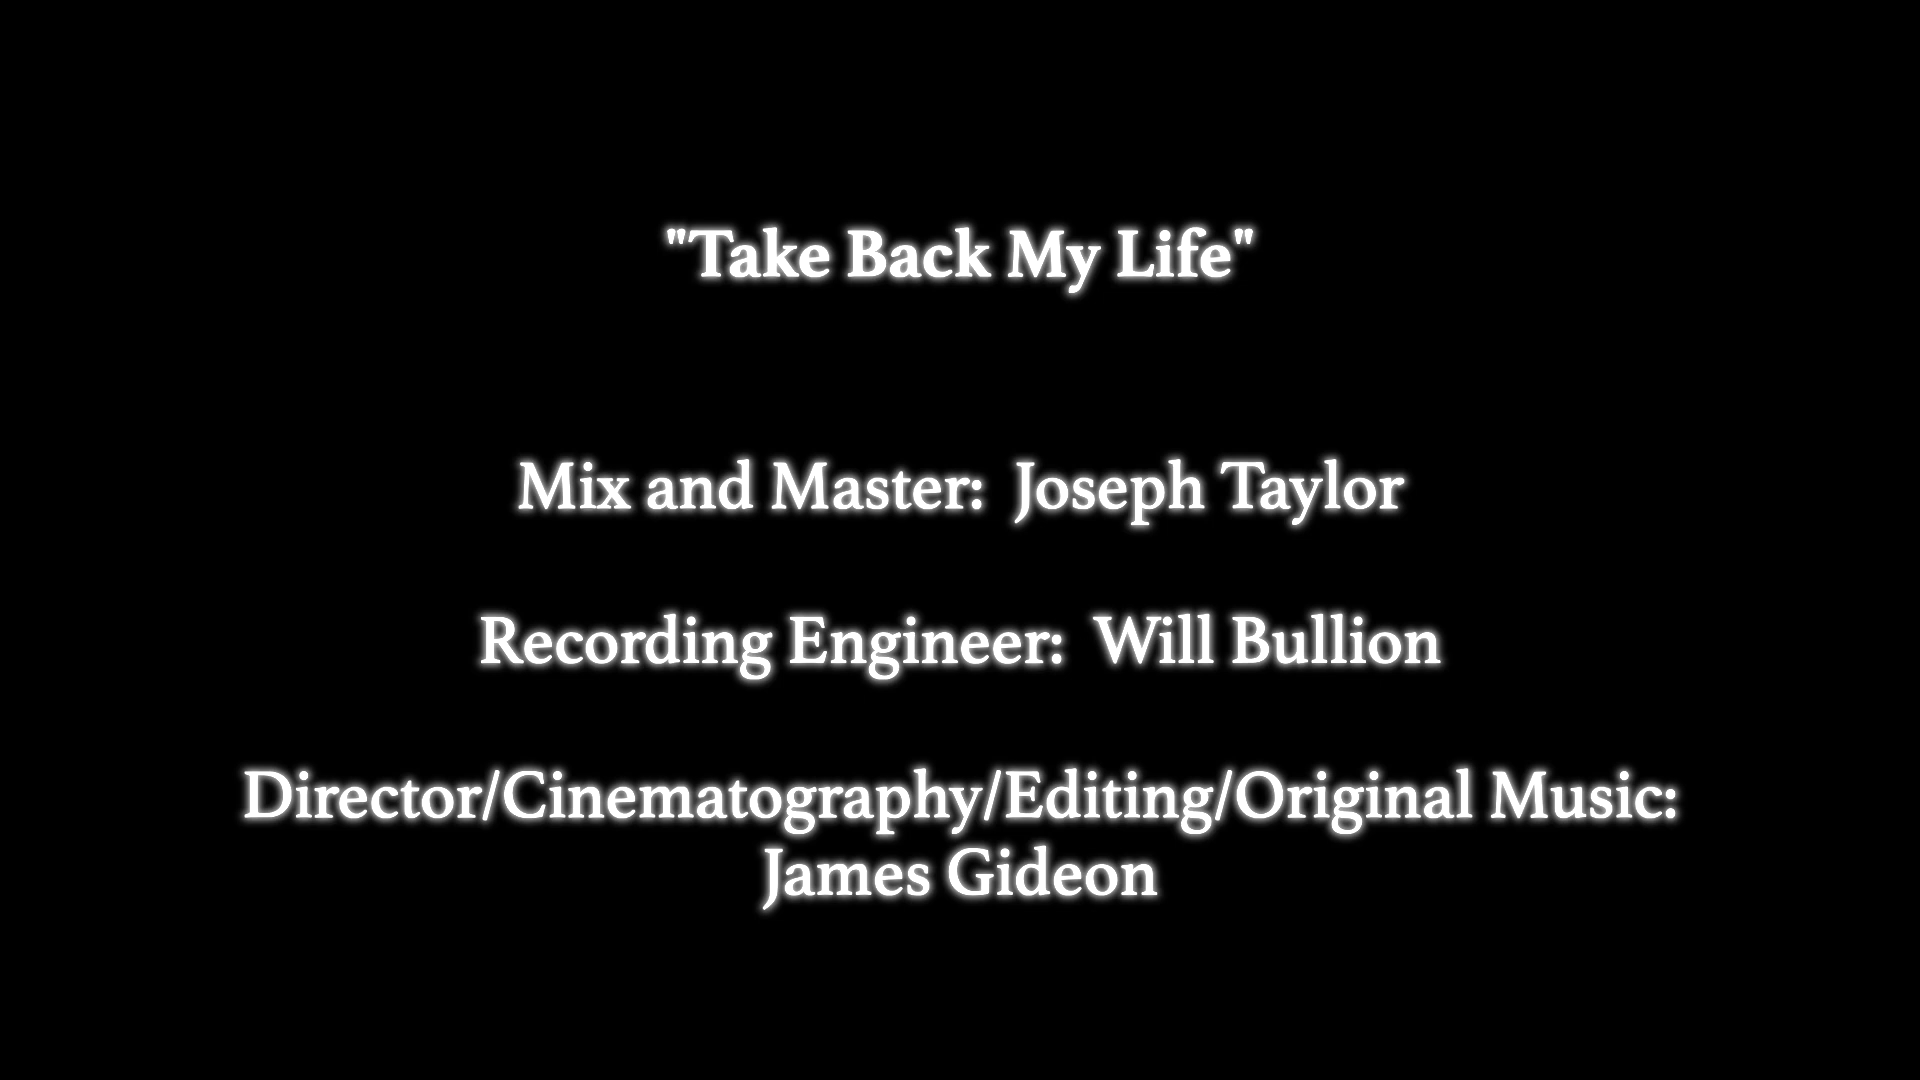 "Take Back My Life"
Mix and Master:  Joseph Taylor
Recording Engineer:  Will Bullion
Director/Cinematography/Editing/Original Music:
James Gideon